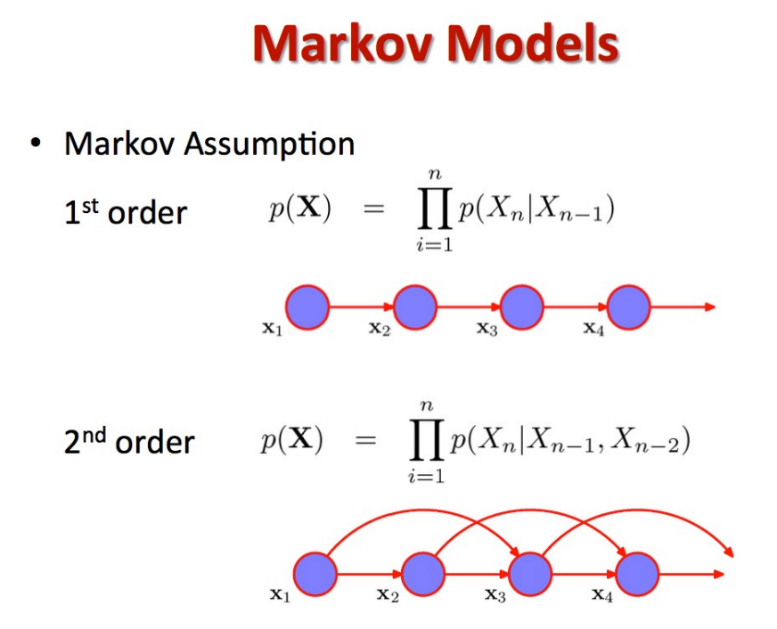 Markov Models
• Markov Assumption
1st order p(X) = ∏_{i=1}^{n} p(X_n|X_{n−1})
x₁ x₂ x₃ x₄
2nd order p(X) = ∏_{i=1}^{n} p(X_n|X_{n−1}, X_{n−2})
x₁ x₂ x₃ x₄